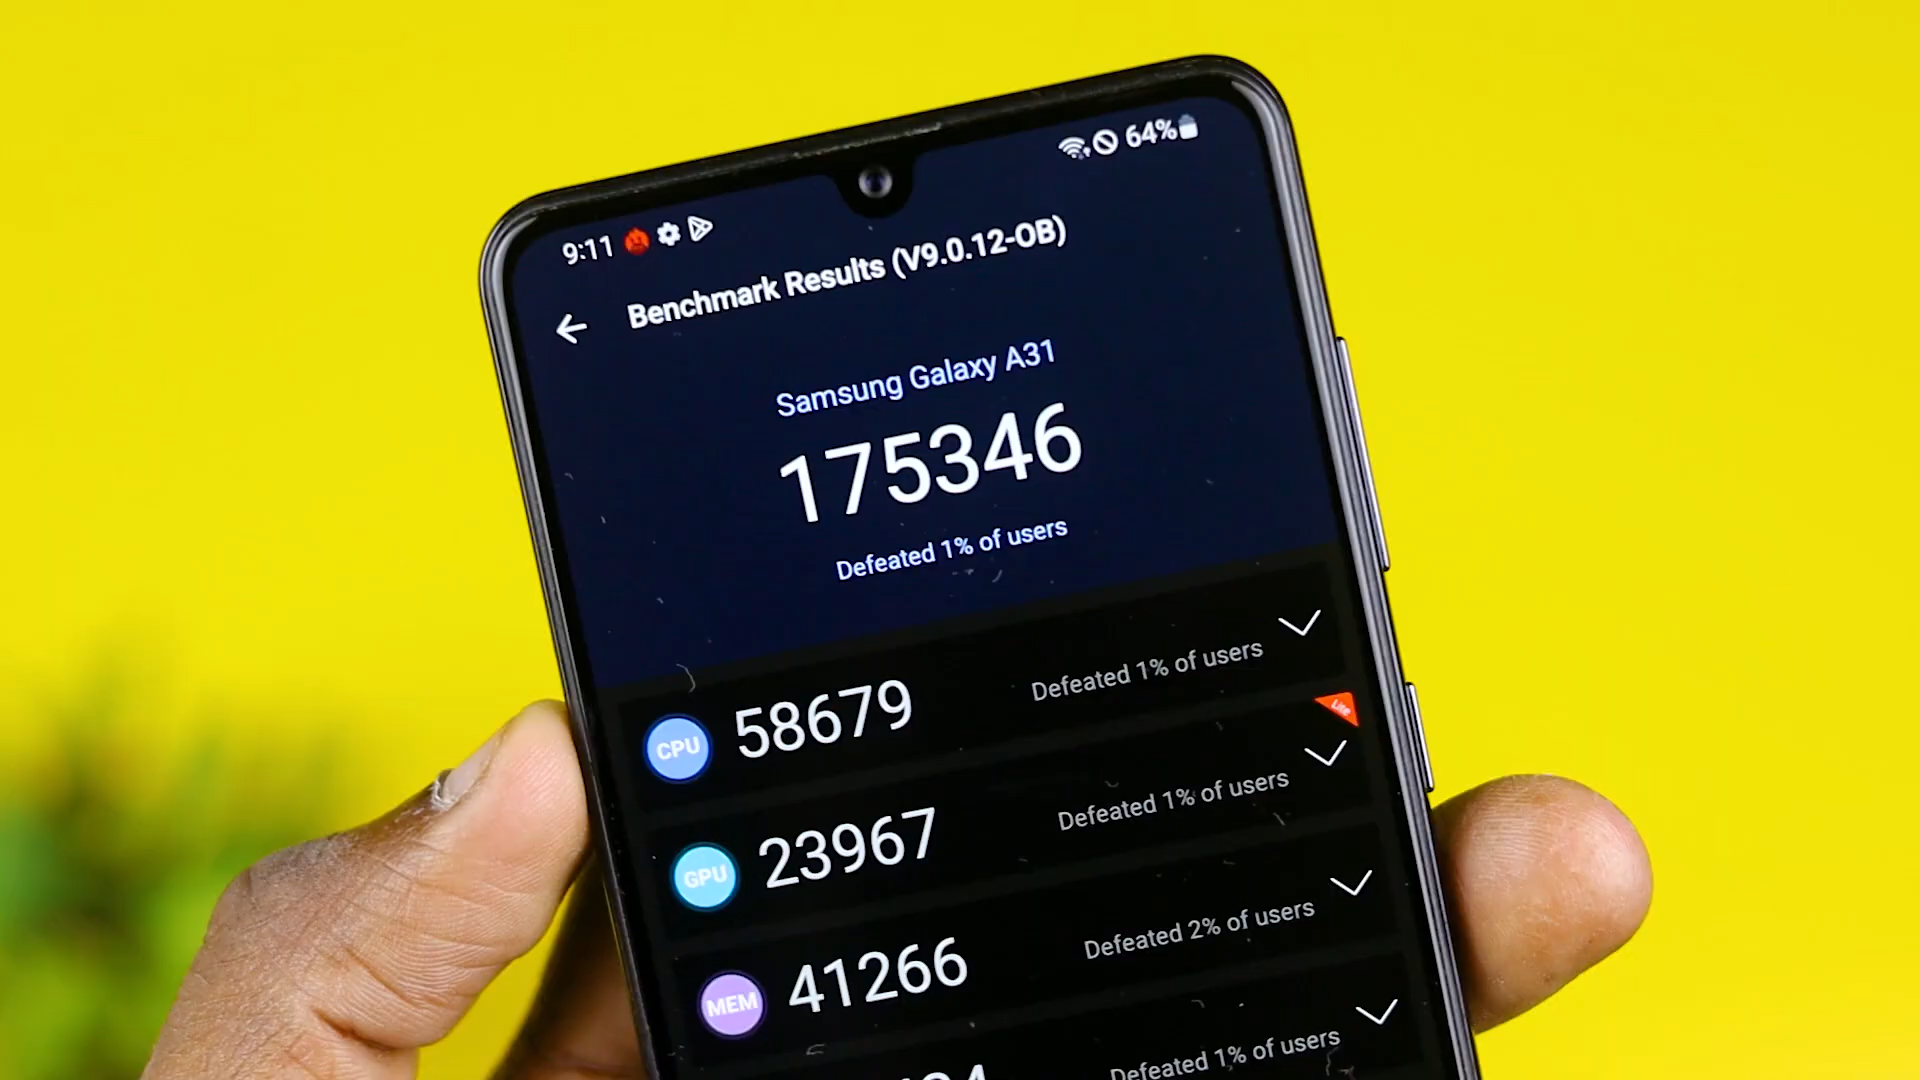 9:11 64%
Benchmark Results (V9.0.12-OB)
Samsung Galaxy A31
175346
Defeated 1% of users
CPU 58679 Defeated 1% of users
Lite
GPU 23967 Defeated 1% of users
MEM 41266 Defeated 2% of users
Defeated 1% of users